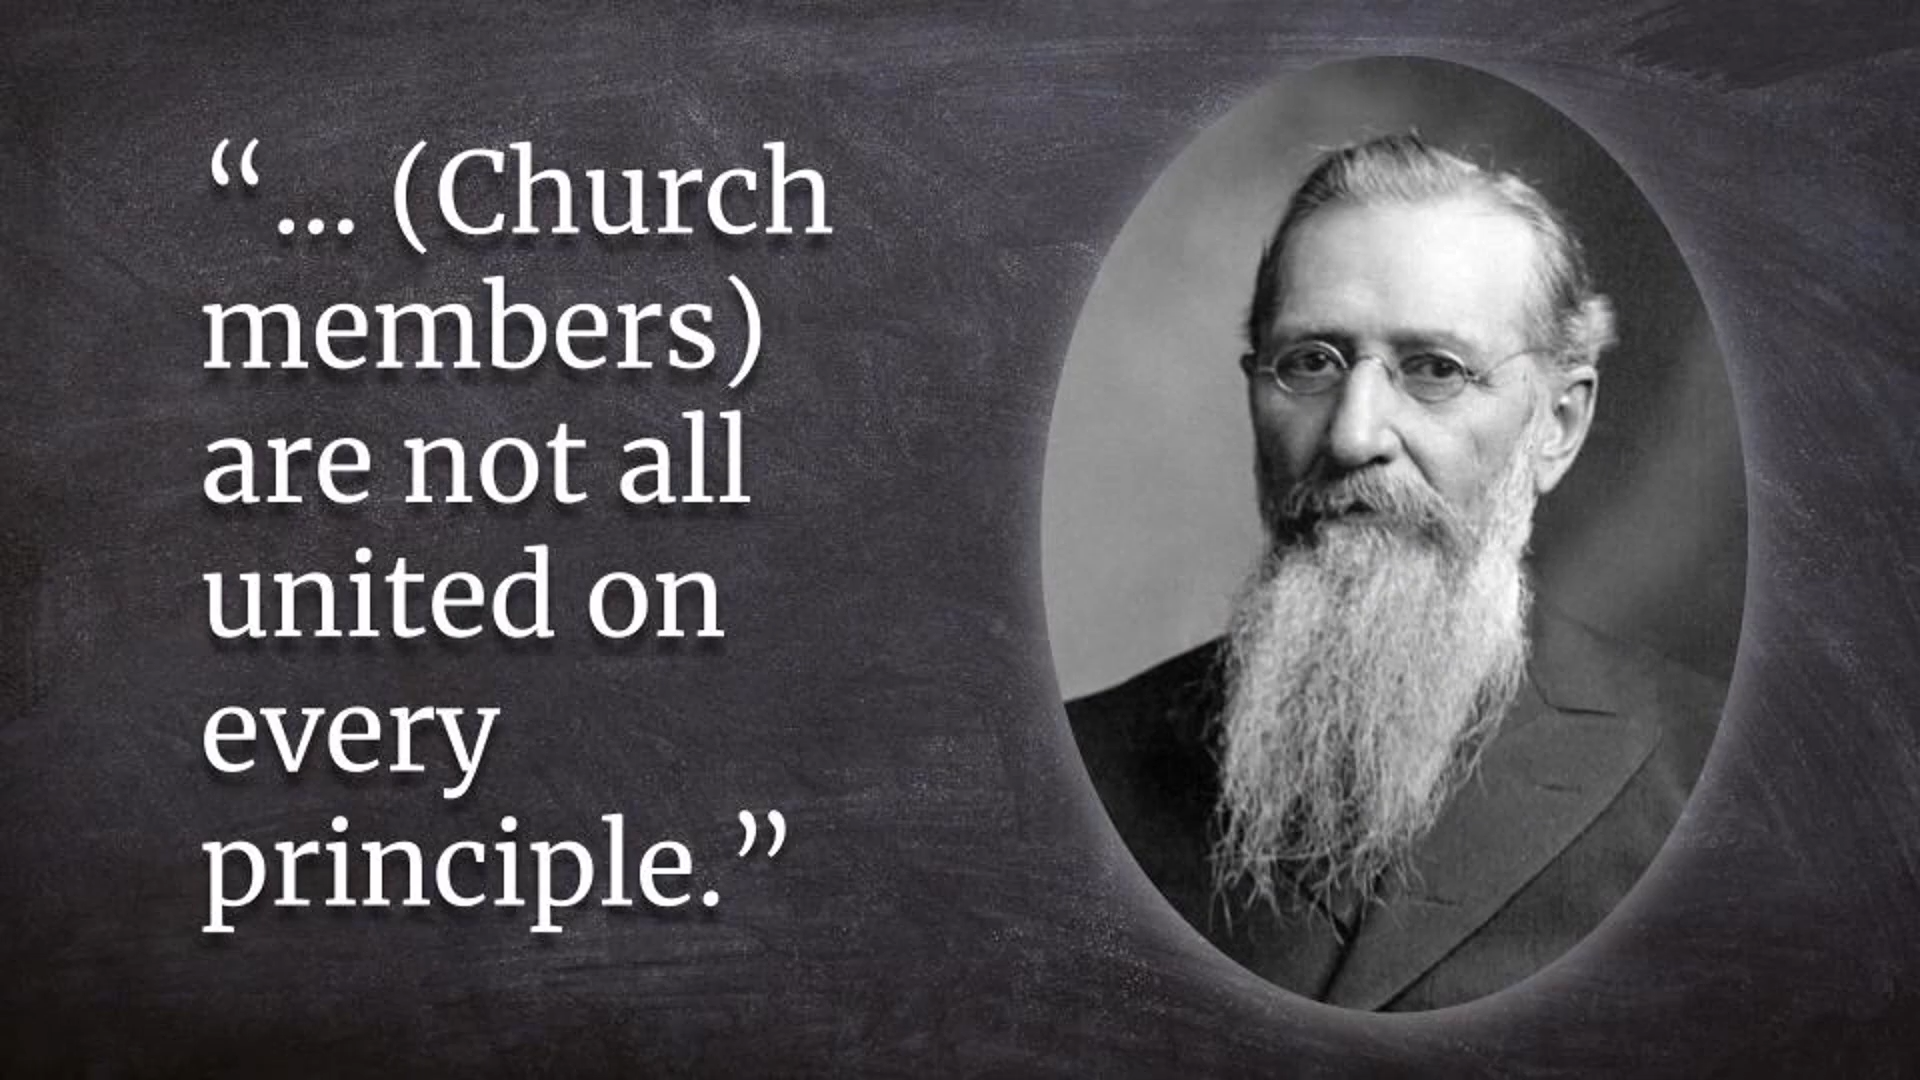 “… (Church
members)
are not all
united on
every
principle.”